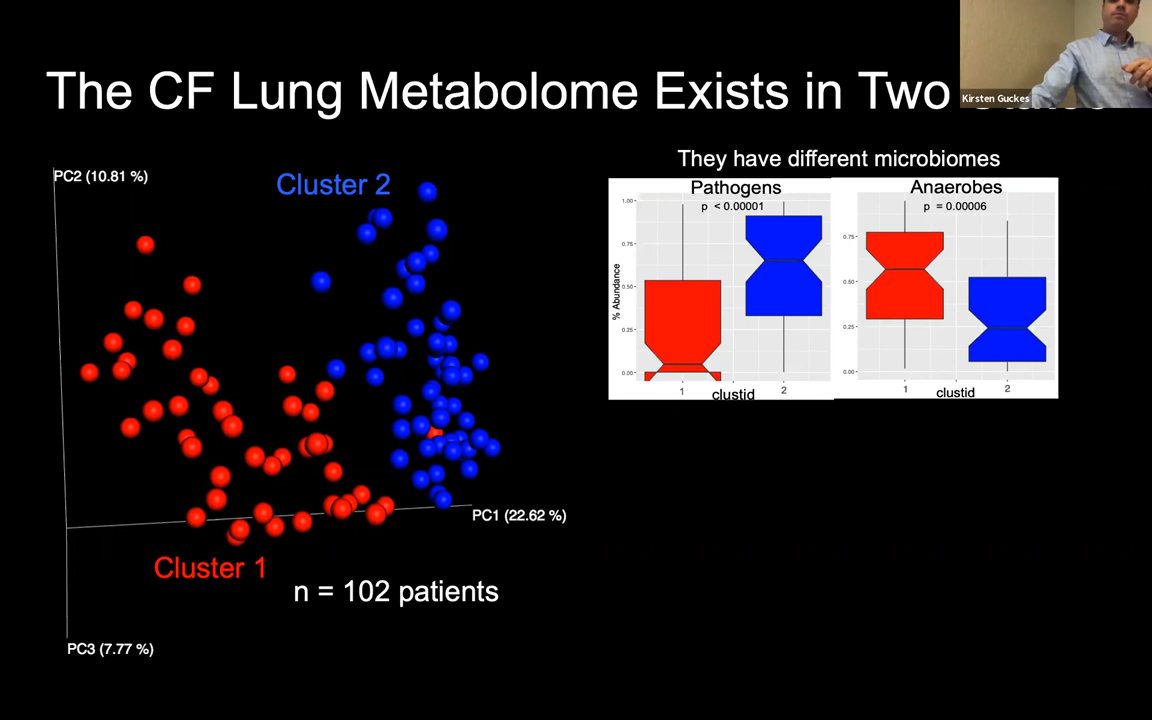 The CF Lung Metabolome Exists in Two
Kirsten Guckes
PC2 (10.81 %)
Cluster 2
Cluster 1
n = 102 patients
PC1 (22.62 %)
PC3 (7.77 %)
They have different microbiomes
Pathogens
p < 0.00001
% Abundance
1.00
0.75
0.50
0.25
0.00
1
2
clustid
Anaerobes
p = 0.00006
0.75
0.50
0.25
0.00
1
2
clustid